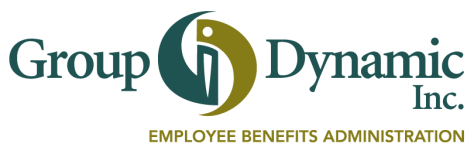 Group Dynamic
Inc.
EMPLOYEE BENEFITS ADMINISTRATION